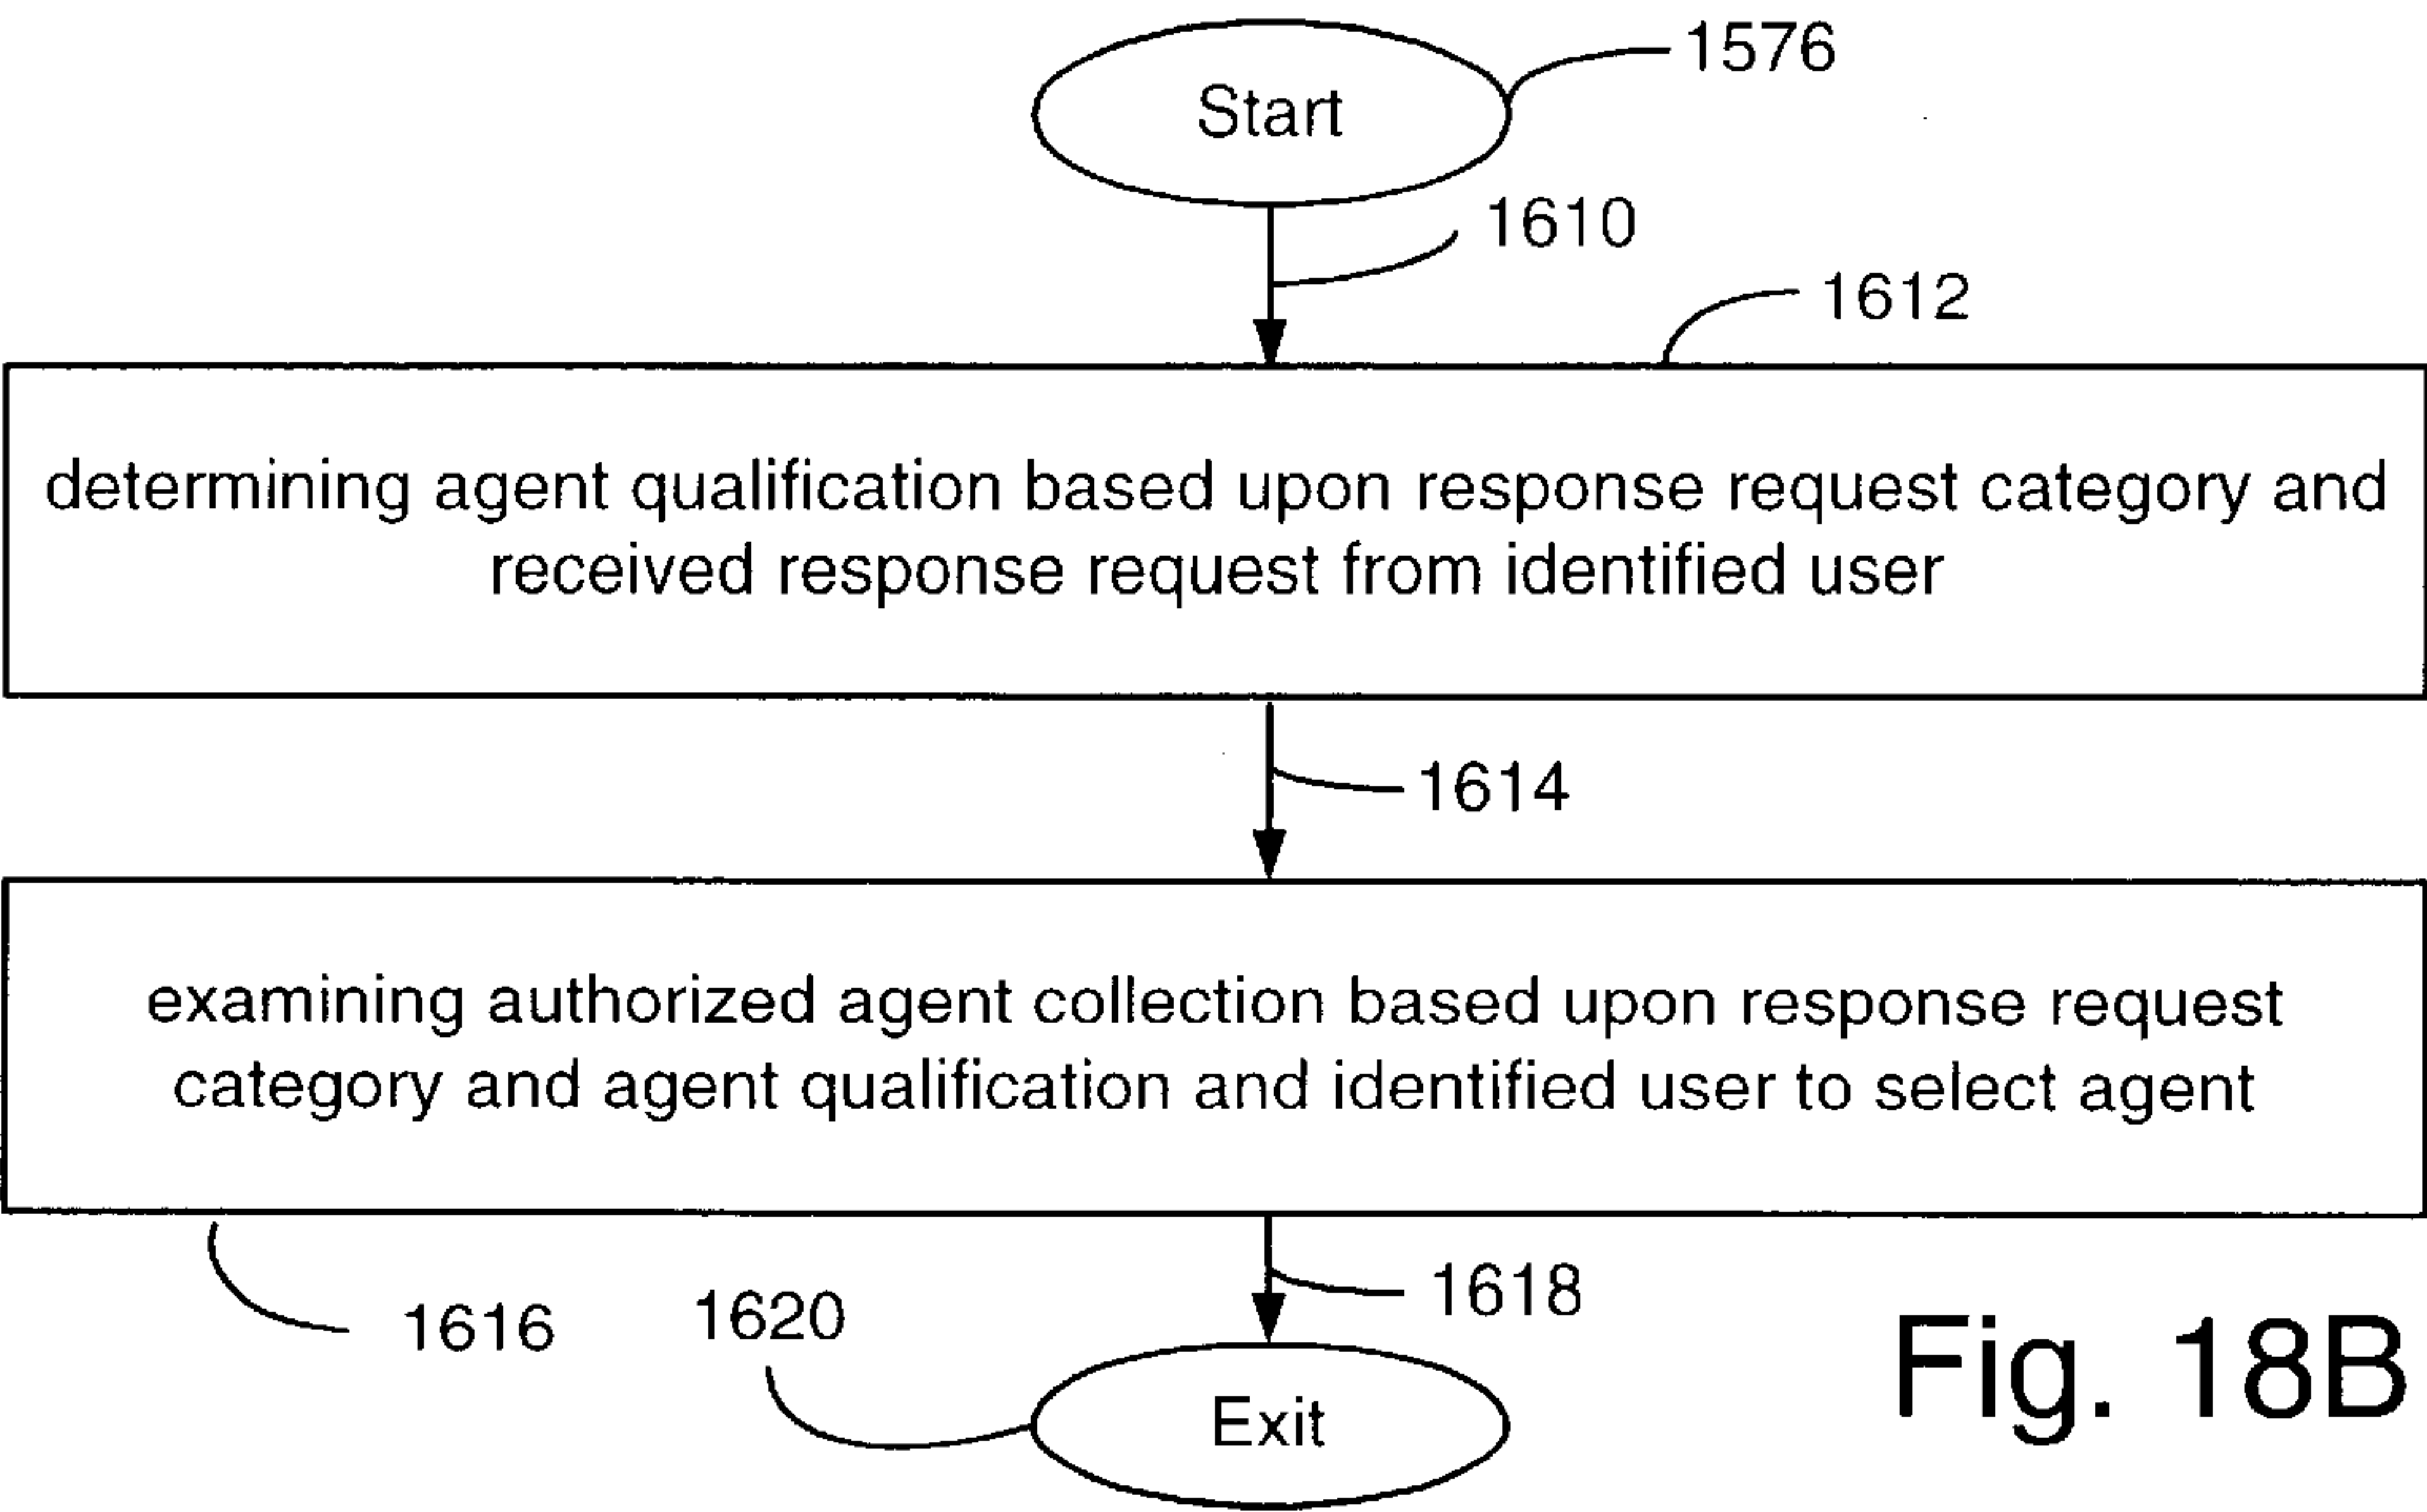 Start
1576
1610
1612
determining agent qualification based upon response request category and
received response request from identified user
1614
examining authorized agent collection based upon response request
category and agent qualification and identified user to select agent
1616
1620
1618
Exit
Fig. 18B